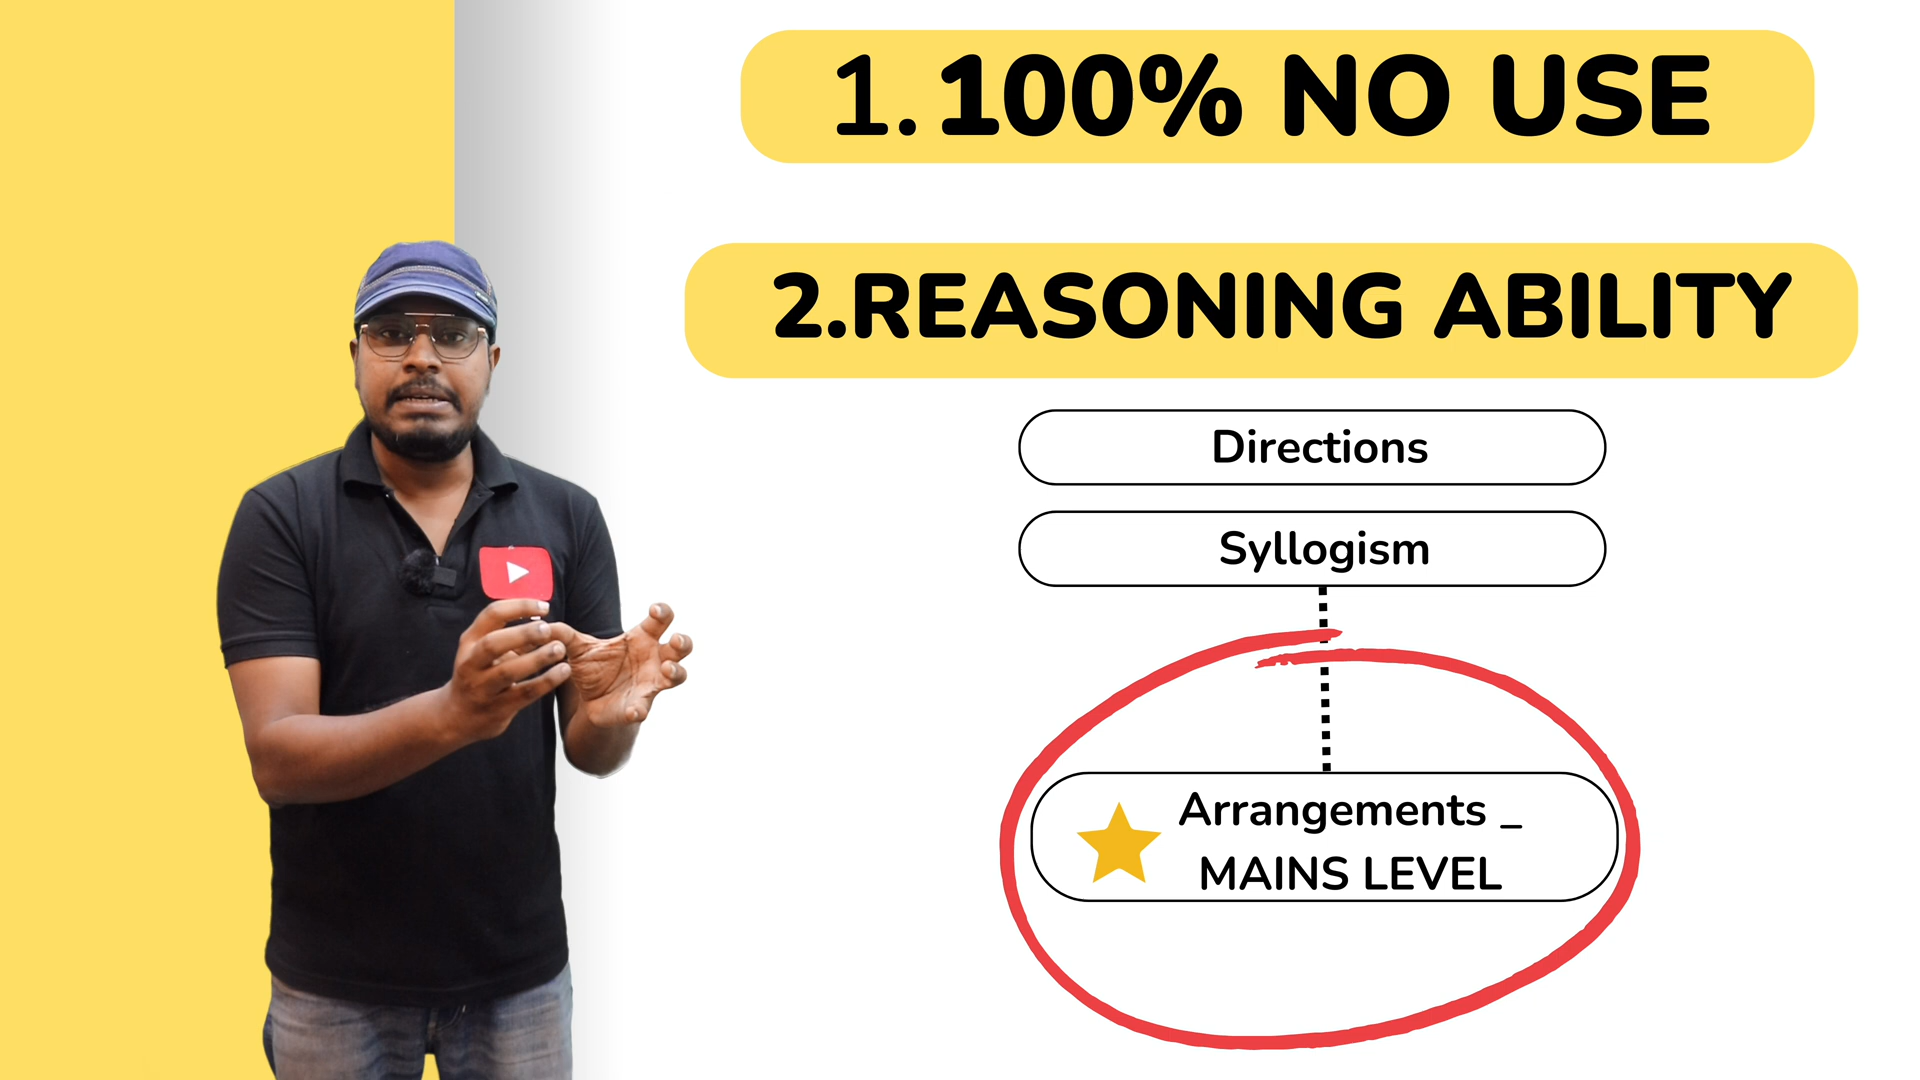 1. 100% NO USE
2.REASONING ABILITY
Directions
Syllogism
Arrangements _
MAINS LEVEL